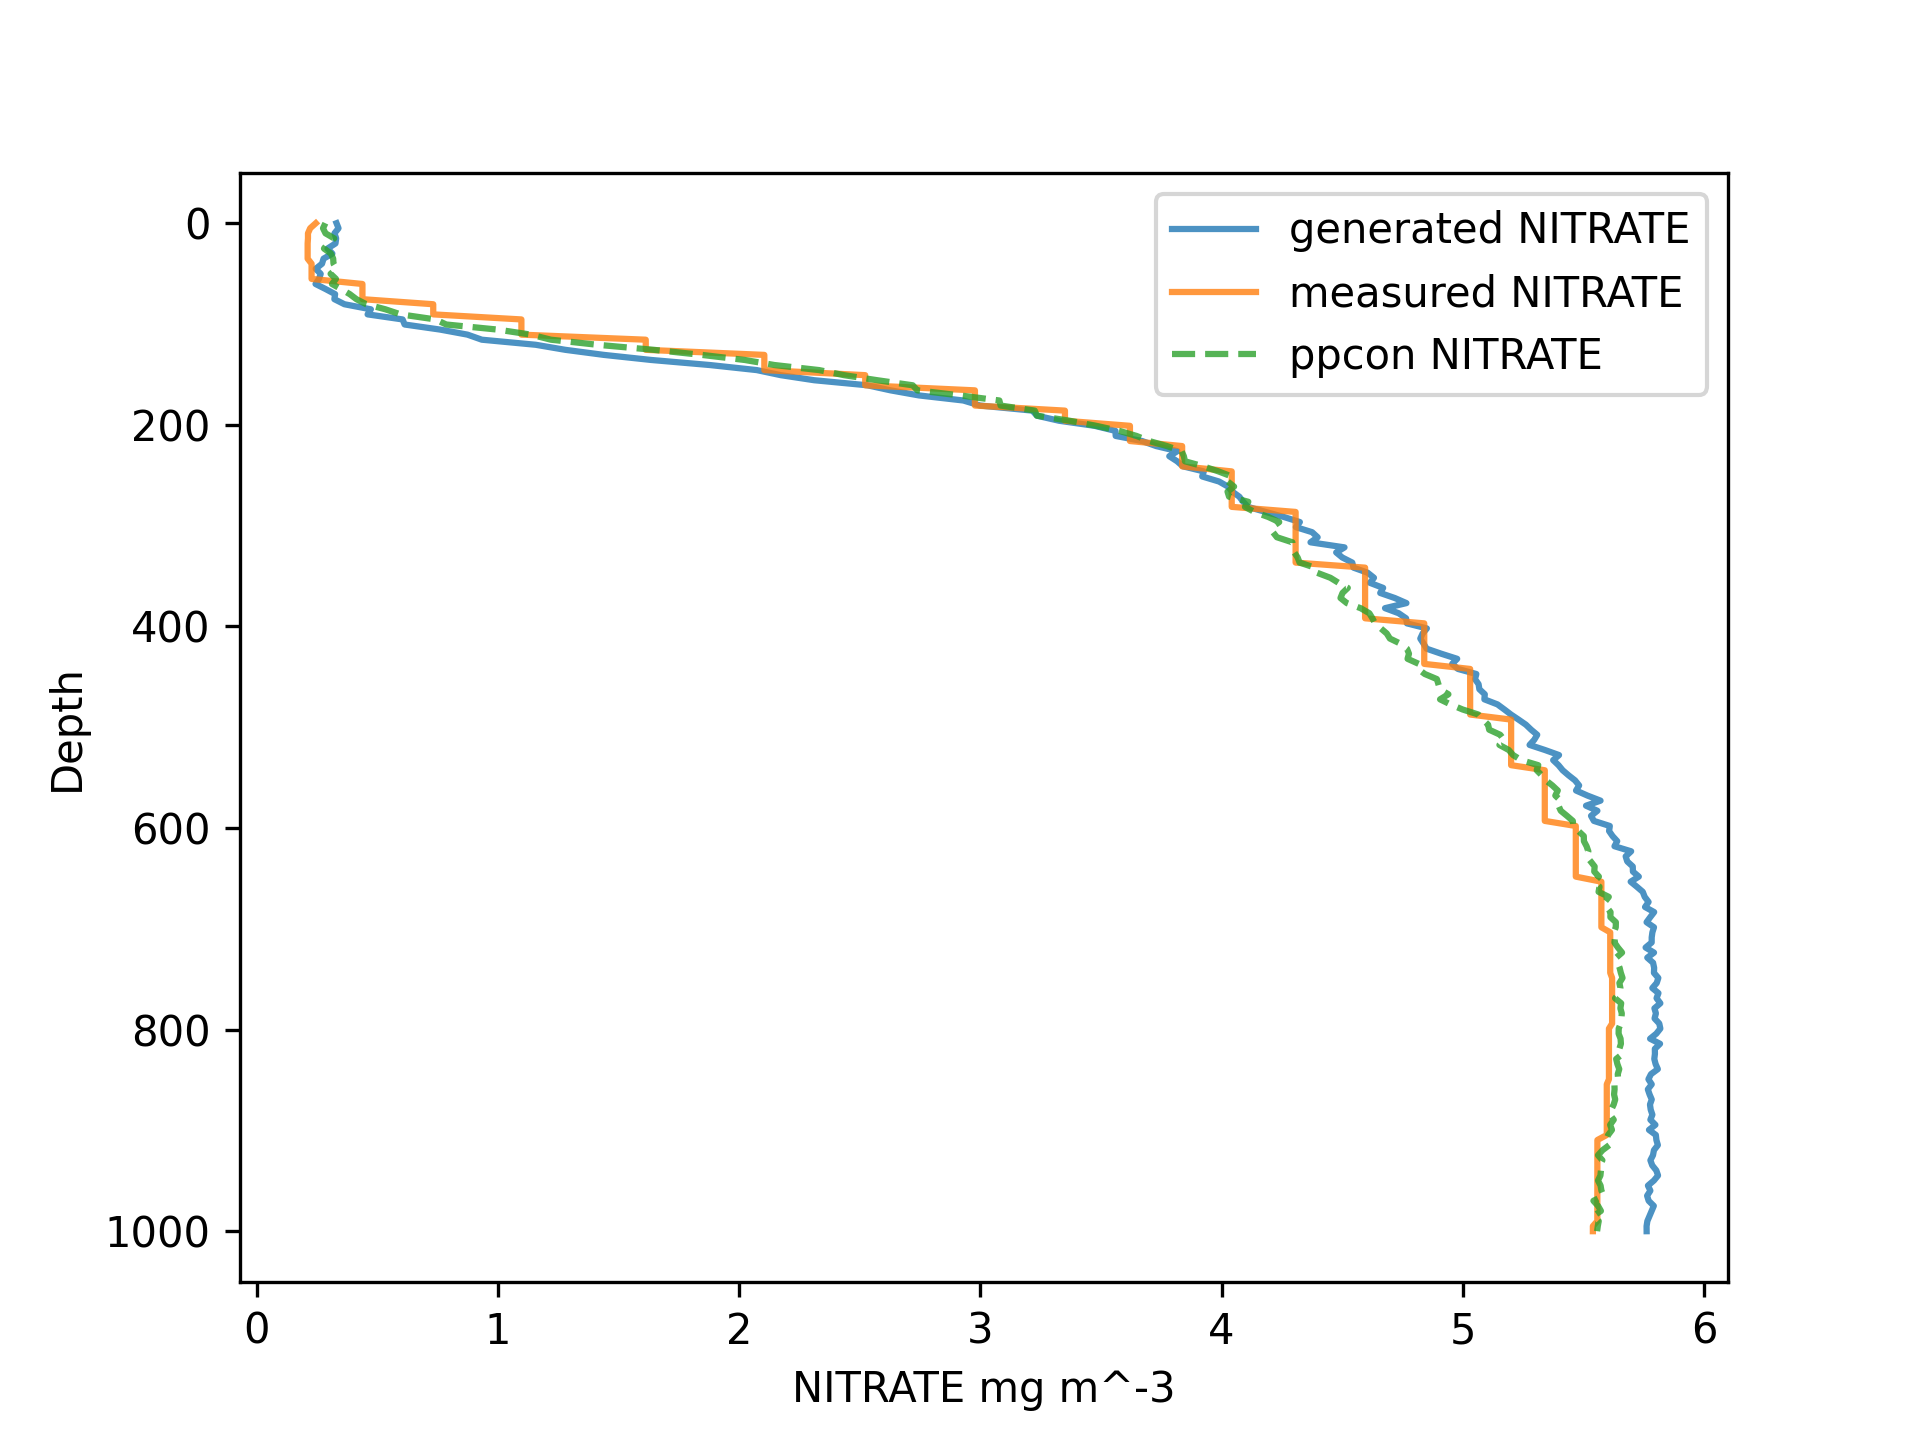 generated NITRATE
measured NITRATE
ppcon NITRATE
0
200
400
600
800
1000
Depth
0 1 2 3 4 5 6
NITRATE mg m^-3